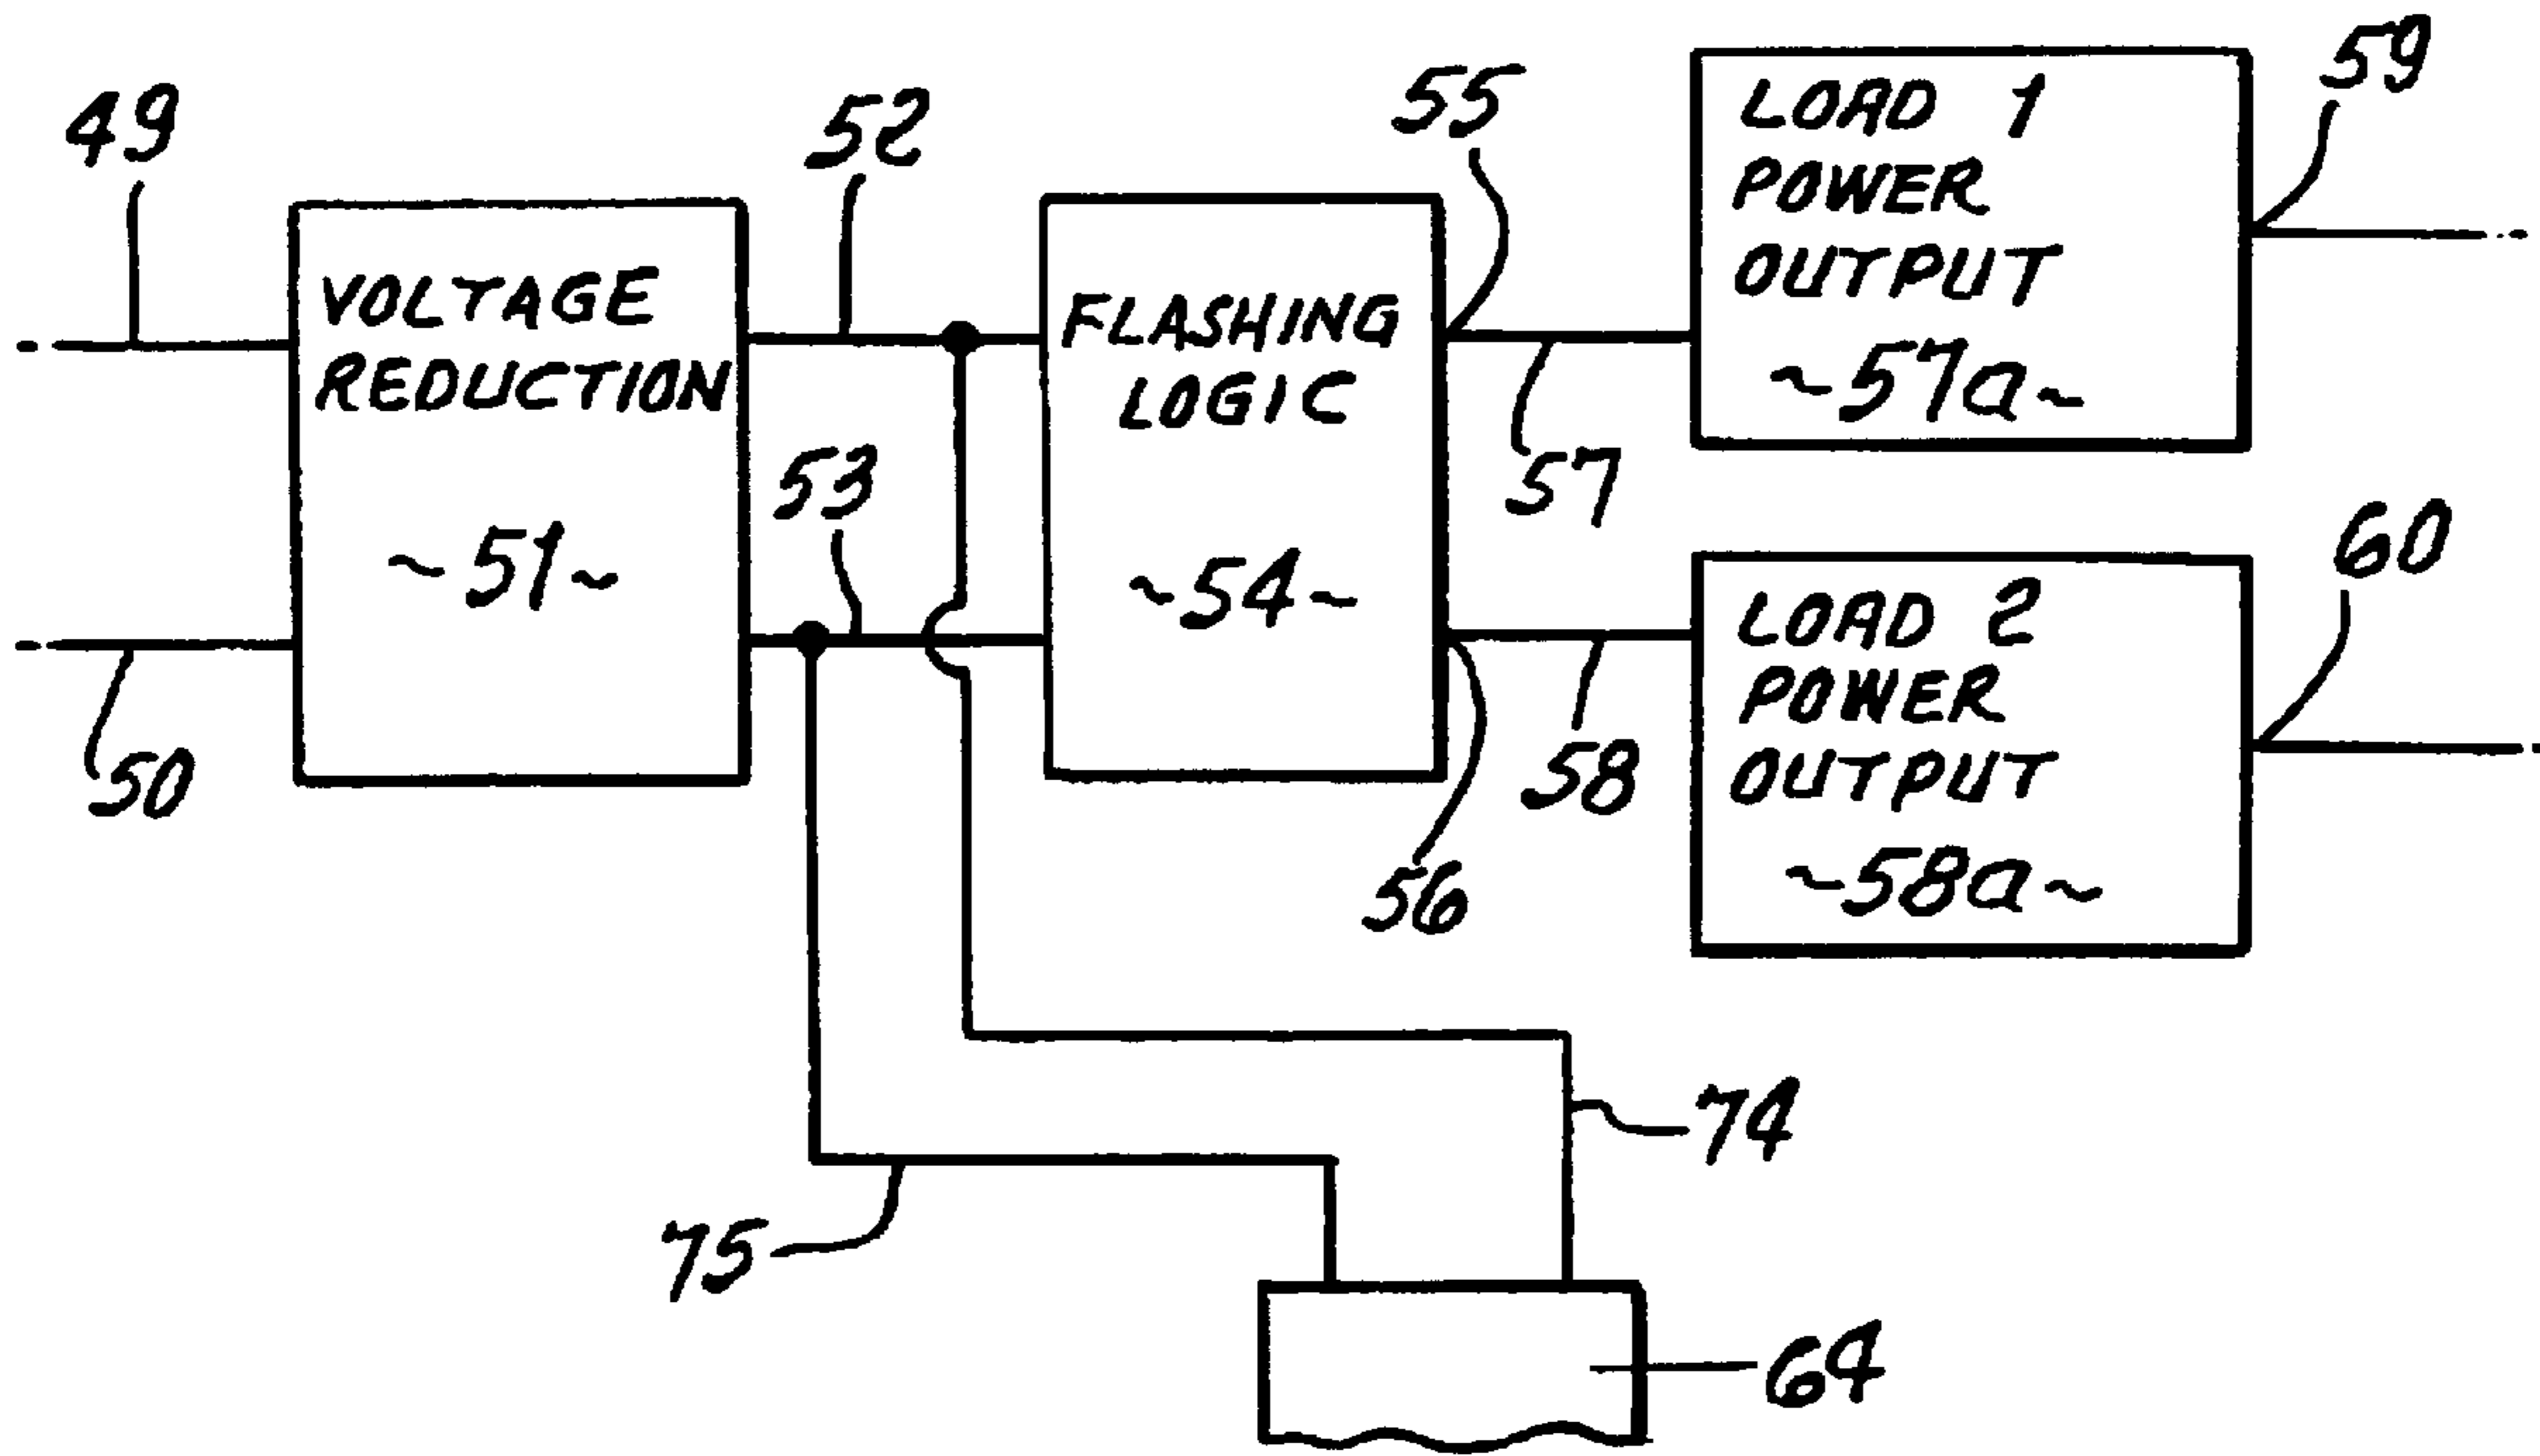 49
52
55
59
VOLTAGE
REDUCTION
~51~
53
50
FLASHING
LOGIC
~54~
57
58
56
LOAD 1
POWER
OUTPUT
~57a~
60
LOAD 2
POWER
OUTPUT
~58a~
74
75
64